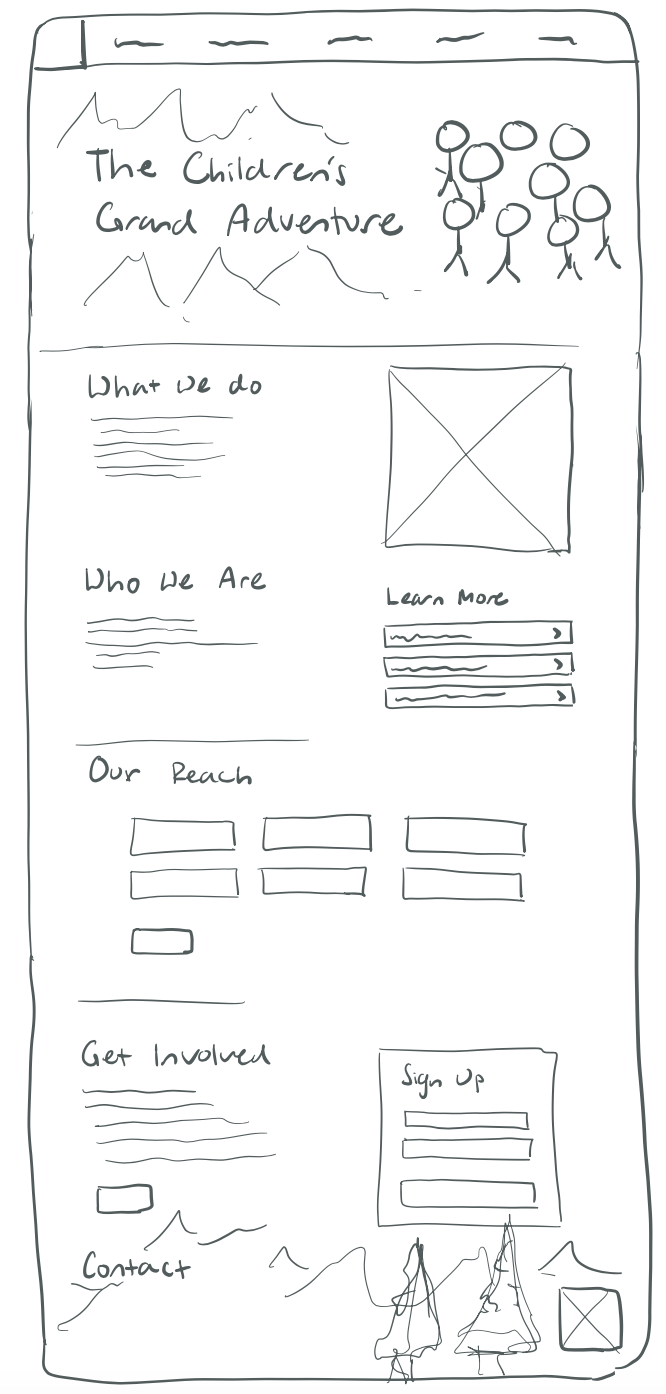 The Children's
Grand Adventure
What we do
Who We Are
Learn More
Our Reach
Get Involved
Sign Up
Contact